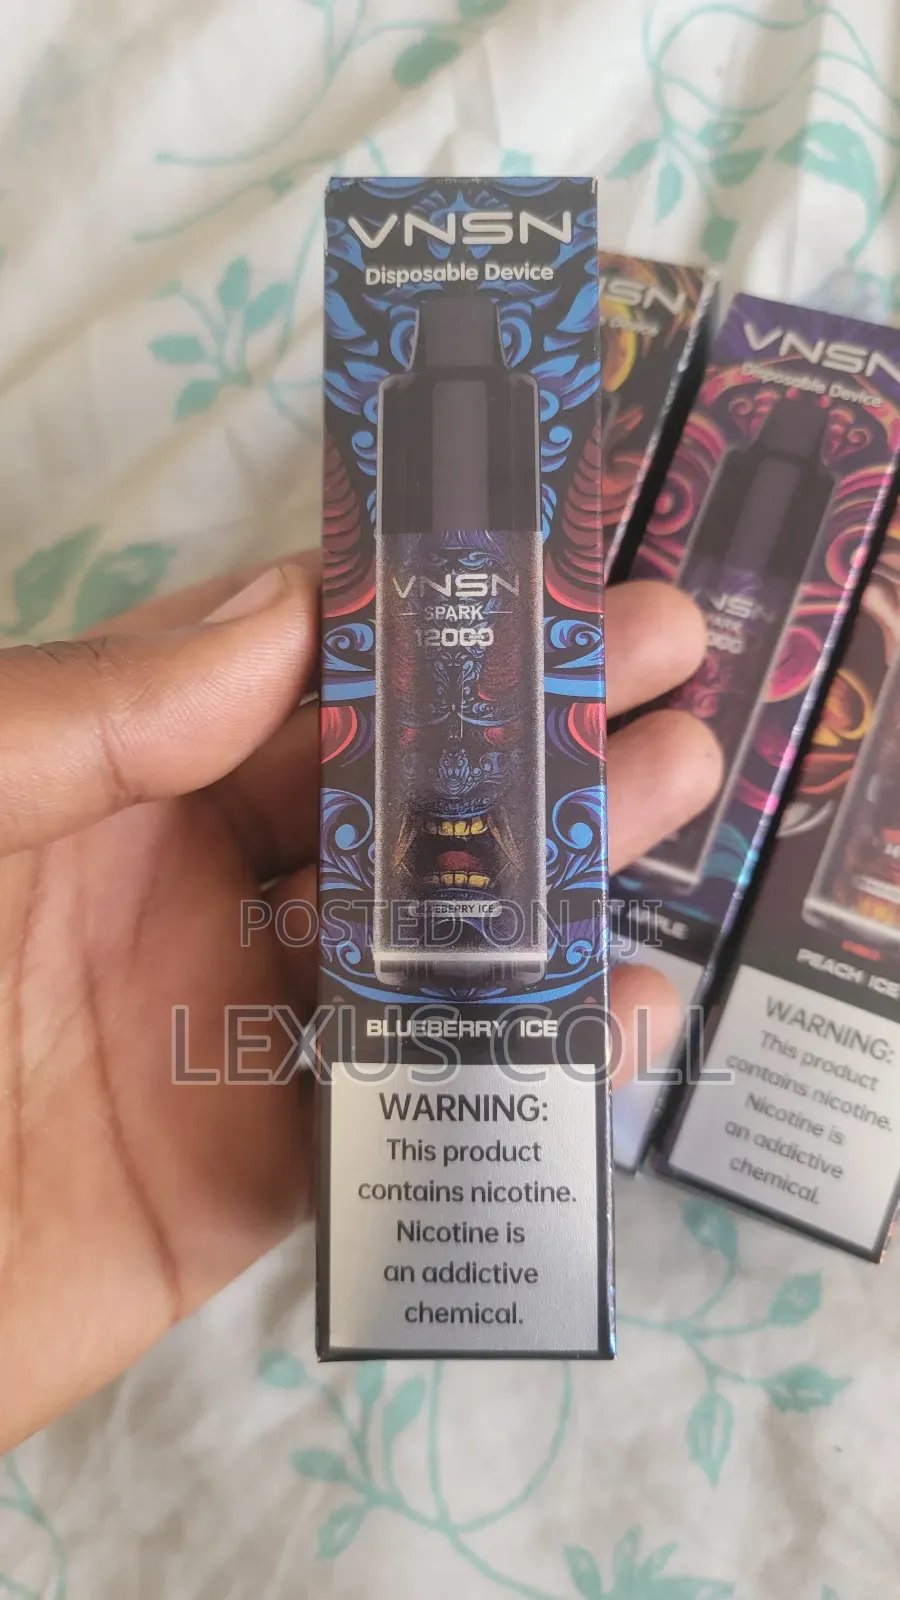 VNSN
Disposable Device
VNSN
SPARK
12000
BLUEBERRY ICE
POSTED ON JIJI
LEXUS COLL
BLUEBERRY ICE
WARNING:
This product
contains nicotine.
Nicotine is
an addictive
chemical.
VNSN
Disposable Device
PEACH ICE
WARNING:
This product
contains nicotine.
Nicotine is
an addictive
chemical.